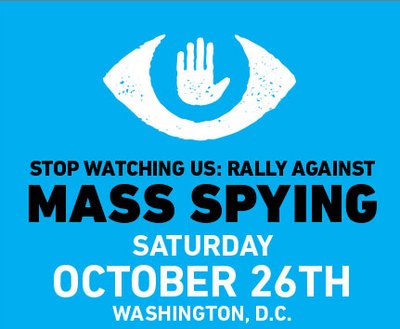 STOP WATCHING US: RALLY AGAINST
MASS SPYING
SATURDAY
OCTOBER 26TH
WASHINGTON, D.C.